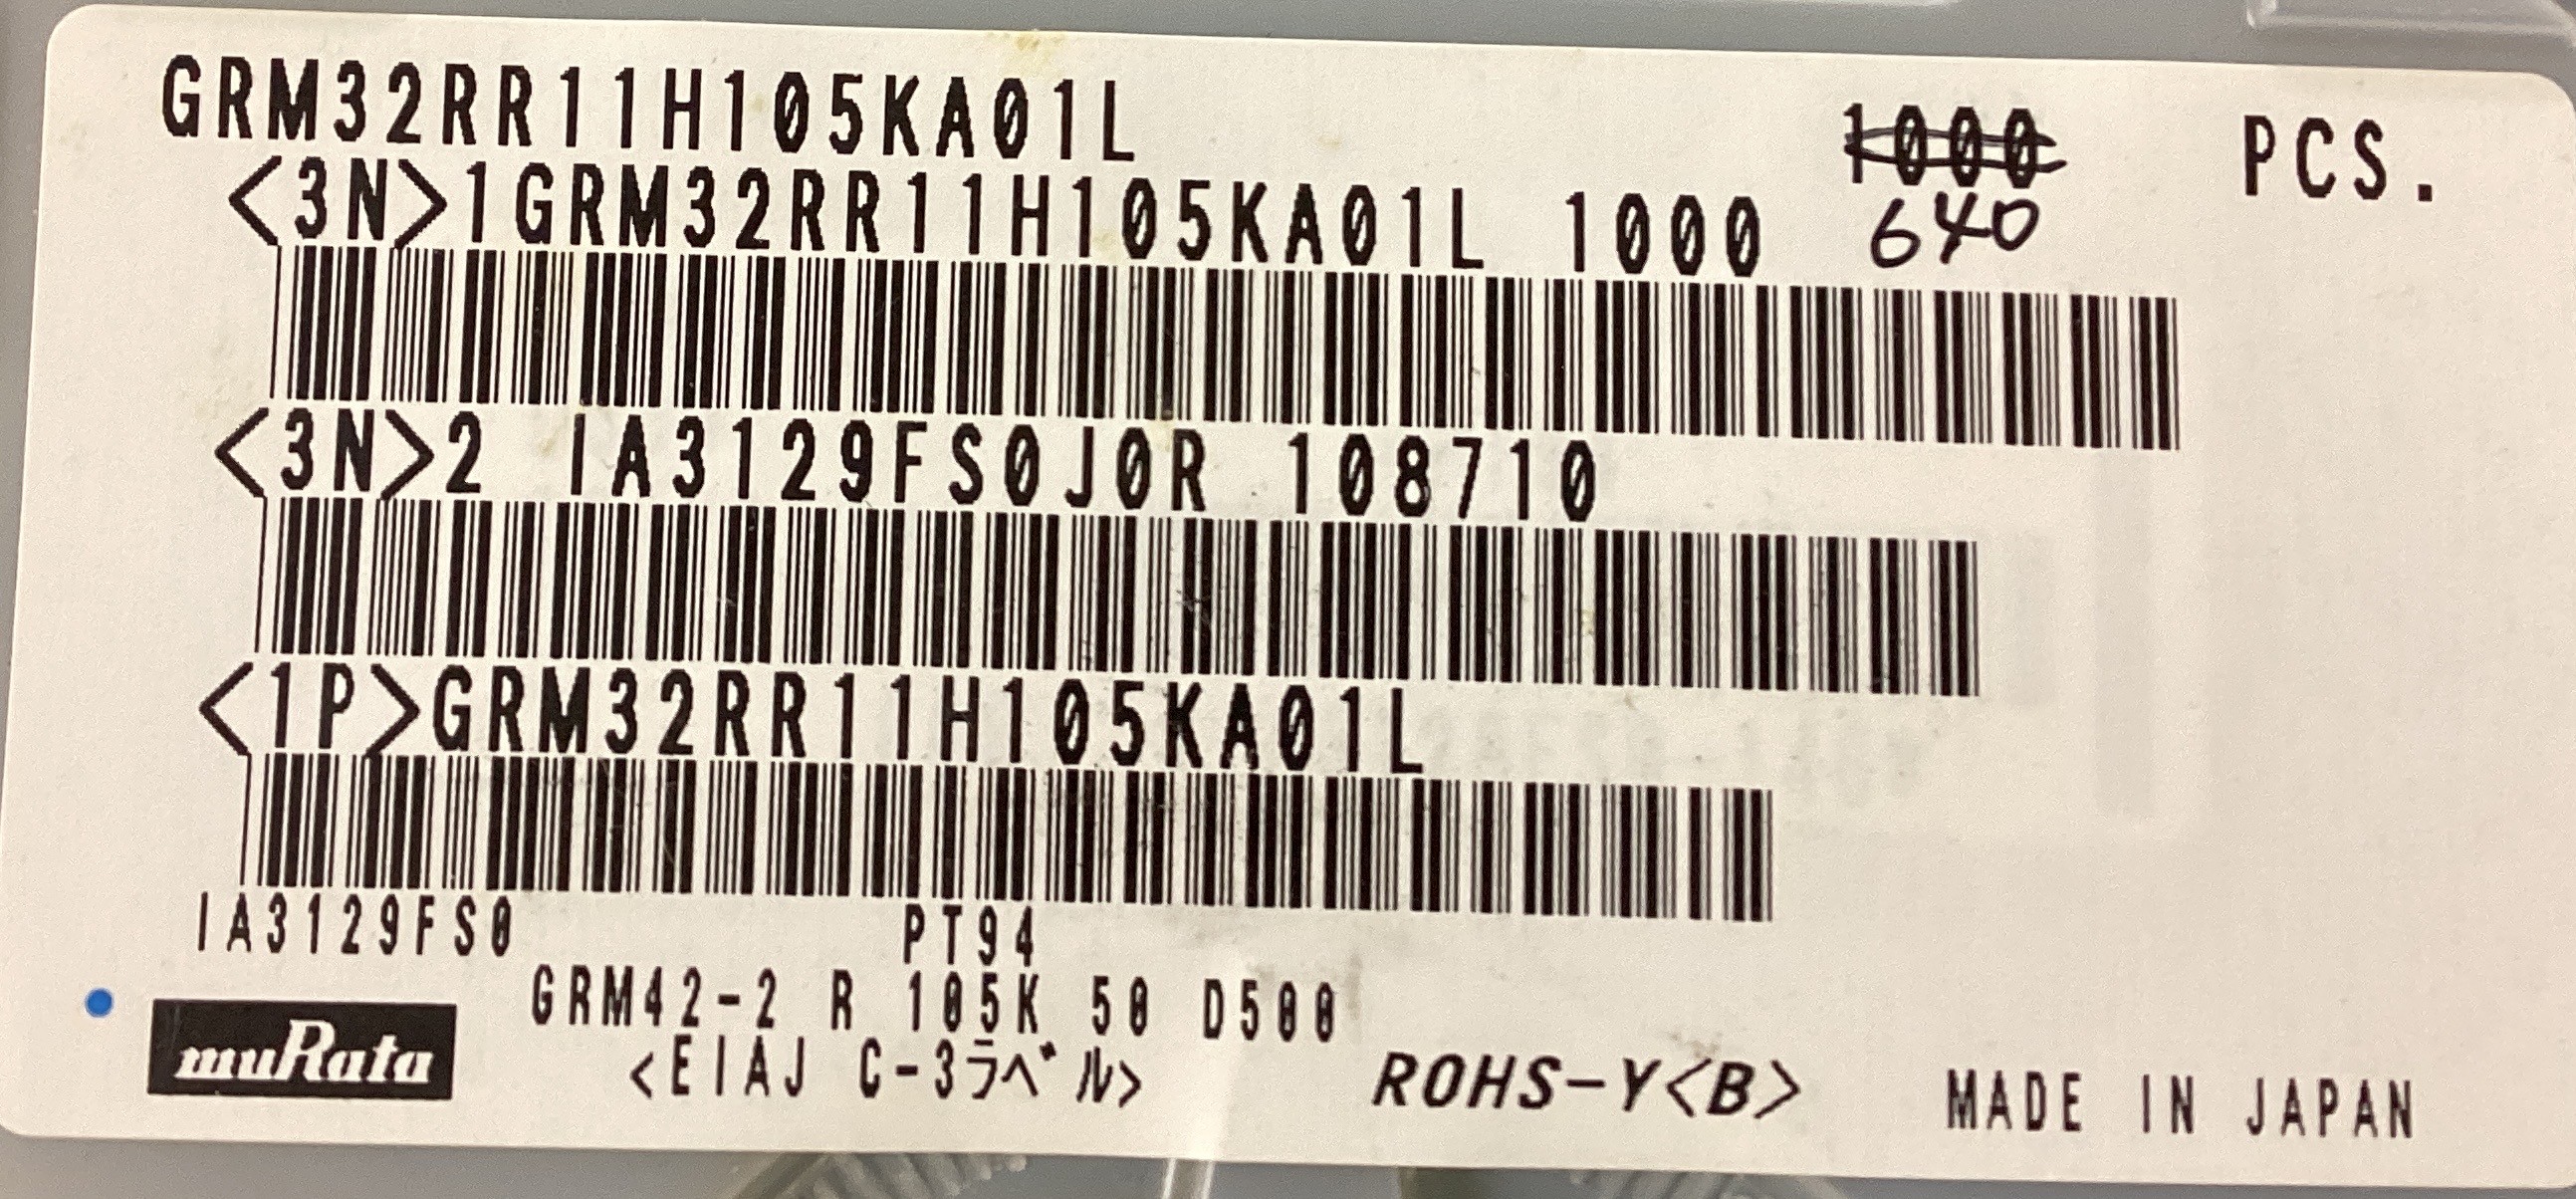 GRM32RR11H105KA01L 1000 PCS.
<3N>1GRM32RR11H105KA01L 1000 640
<3N>2 IA3129FS0J0R 108710
<1P>GRM32RR11H105KA01L
IA3129FS0 PT94
GRM42-2 R 105K 50 D500
muRata <EIAJ C-3ラベル> ROHS-Y<B> MADE IN JAPAN